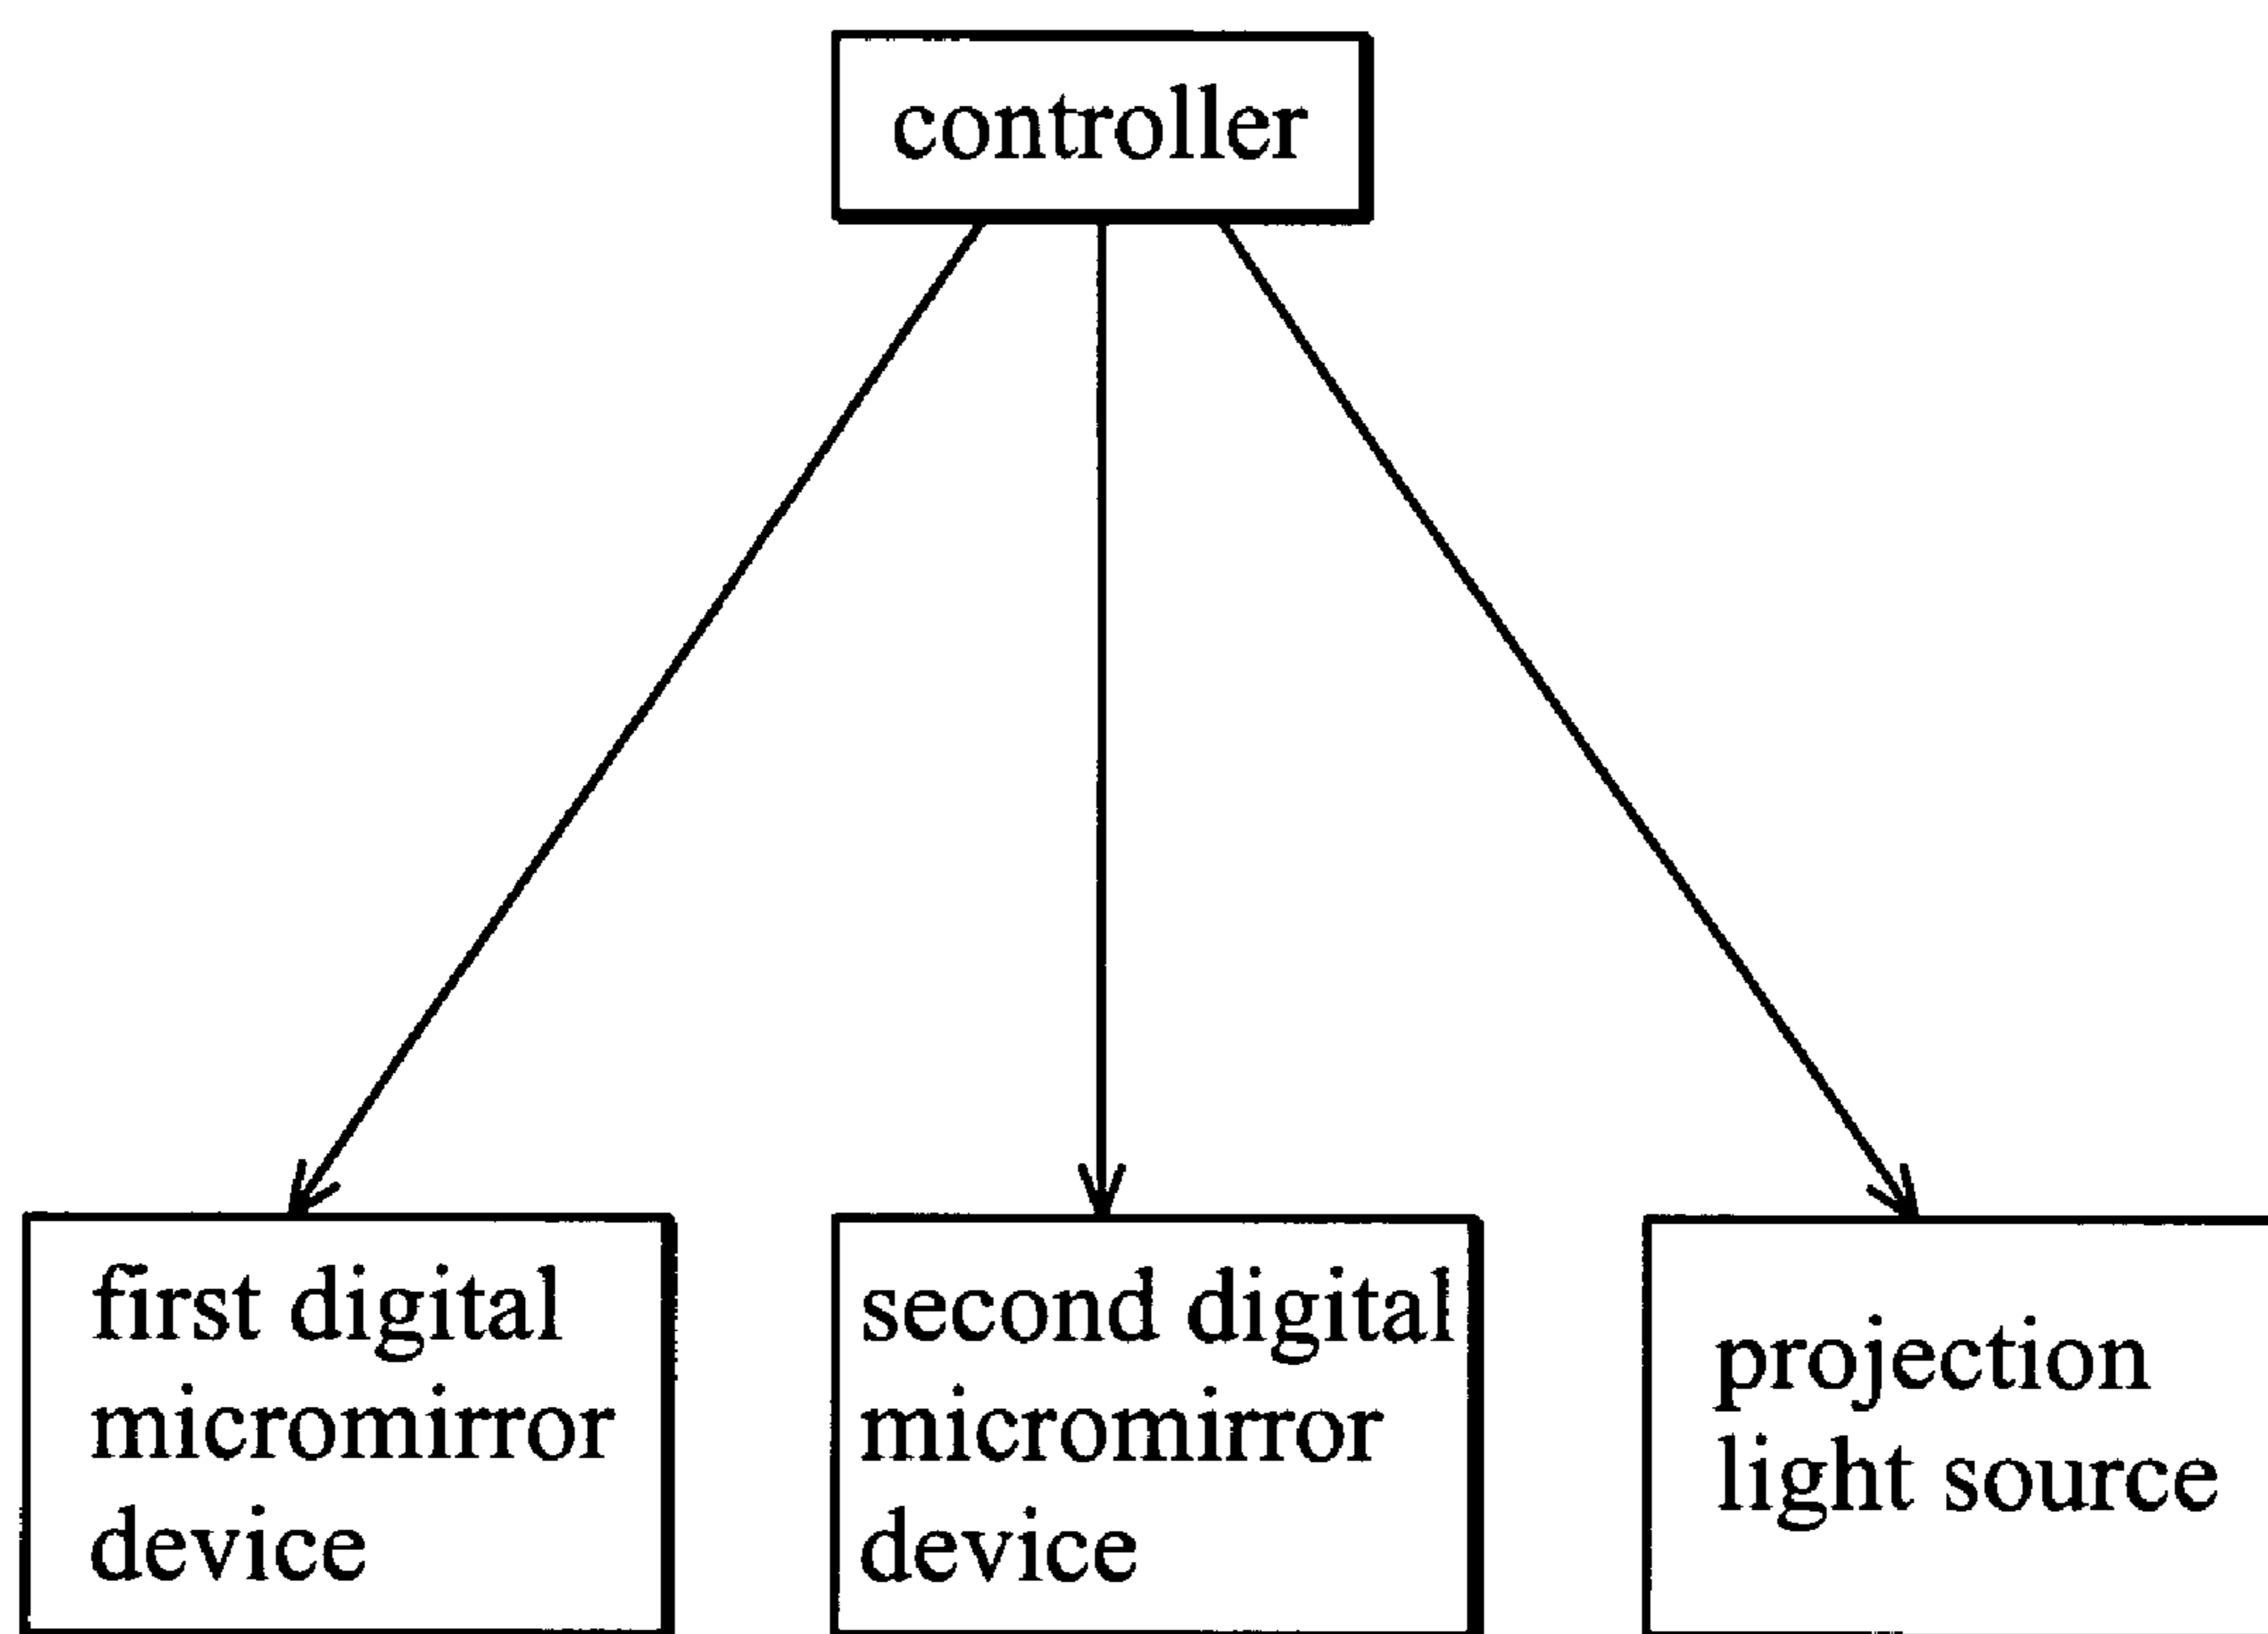 controller
first digital
micromirror
device
second digital
micromirror
device
projection
light source